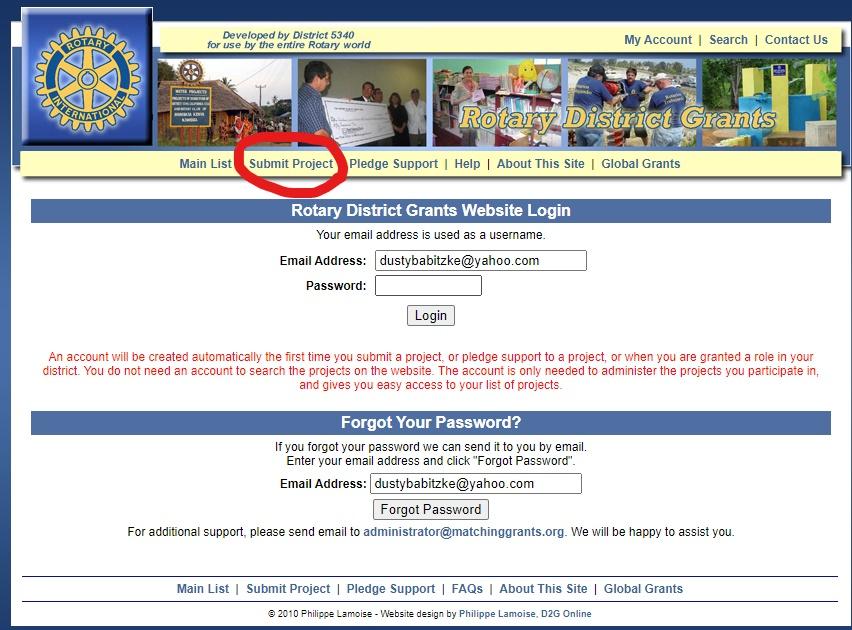 ROTARY
INTERNATIONAL
Developed by District 5340
for use by the entire Rotary world
My Account | Search | Contact Us
WATER PROJECTS
Rotary District Grants
Main List Submit Project Pledge Support | Help | About This Site | Global Grants
Rotary District Grants Website Login
Your email address is used as a username.
Email Address: dustybabitzke@yahoo.com
Password:
Login
An account will be created automatically the first time you submit a project, or pledge support to a project, or when you are granted a role in your
district. You do not need an account to search the projects on the website. The account is only needed to administer the projects you participate in,
and gives you easy access to your list of projects.
Forgot Your Password?
If you forgot your password we can send it to you by email.
Enter your email address and click "Forgot Password".
Email Address: dustybabitzke@yahoo.com
Forgot Password
For additional support, please send email to administrator@matchinggrants.org. We will be happy to assist you.
Main List | Submit Project | Pledge Support | FAQs | About This Site | Global Grants
© 2010 Philippe Lamoise - Website design by Philippe Lamoise, D2G Online